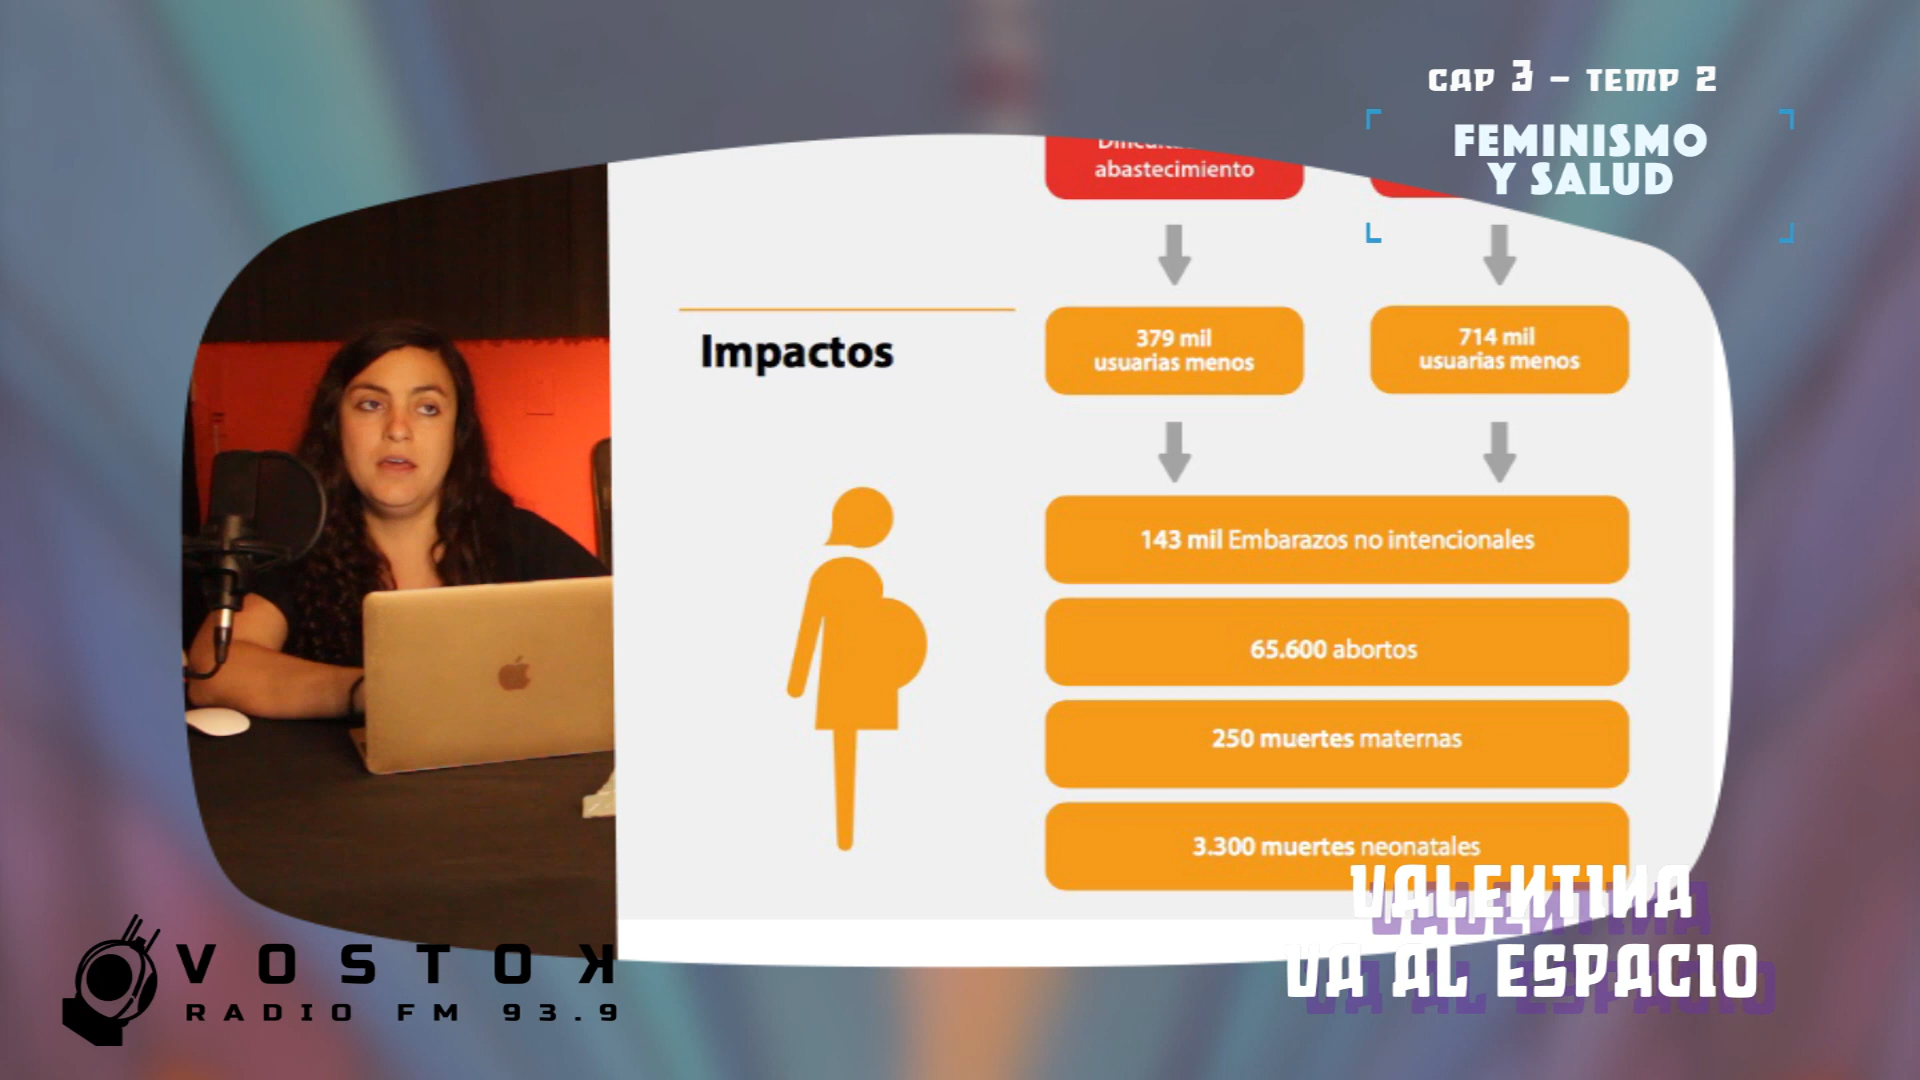 CAP 3 - TEMP 2
FEMINISMO
Y SALUD
abastecimiento
Impactos
379 mil
usuarias menos
714 mil
usuarias menos
143 mil Embarazos no intencionales
65.600 abortos
250 muertes maternas
3.300 muertes neonatales
VALENTINA
VA AL ESPACIO
VOSTOK
RADIO FM 93.9